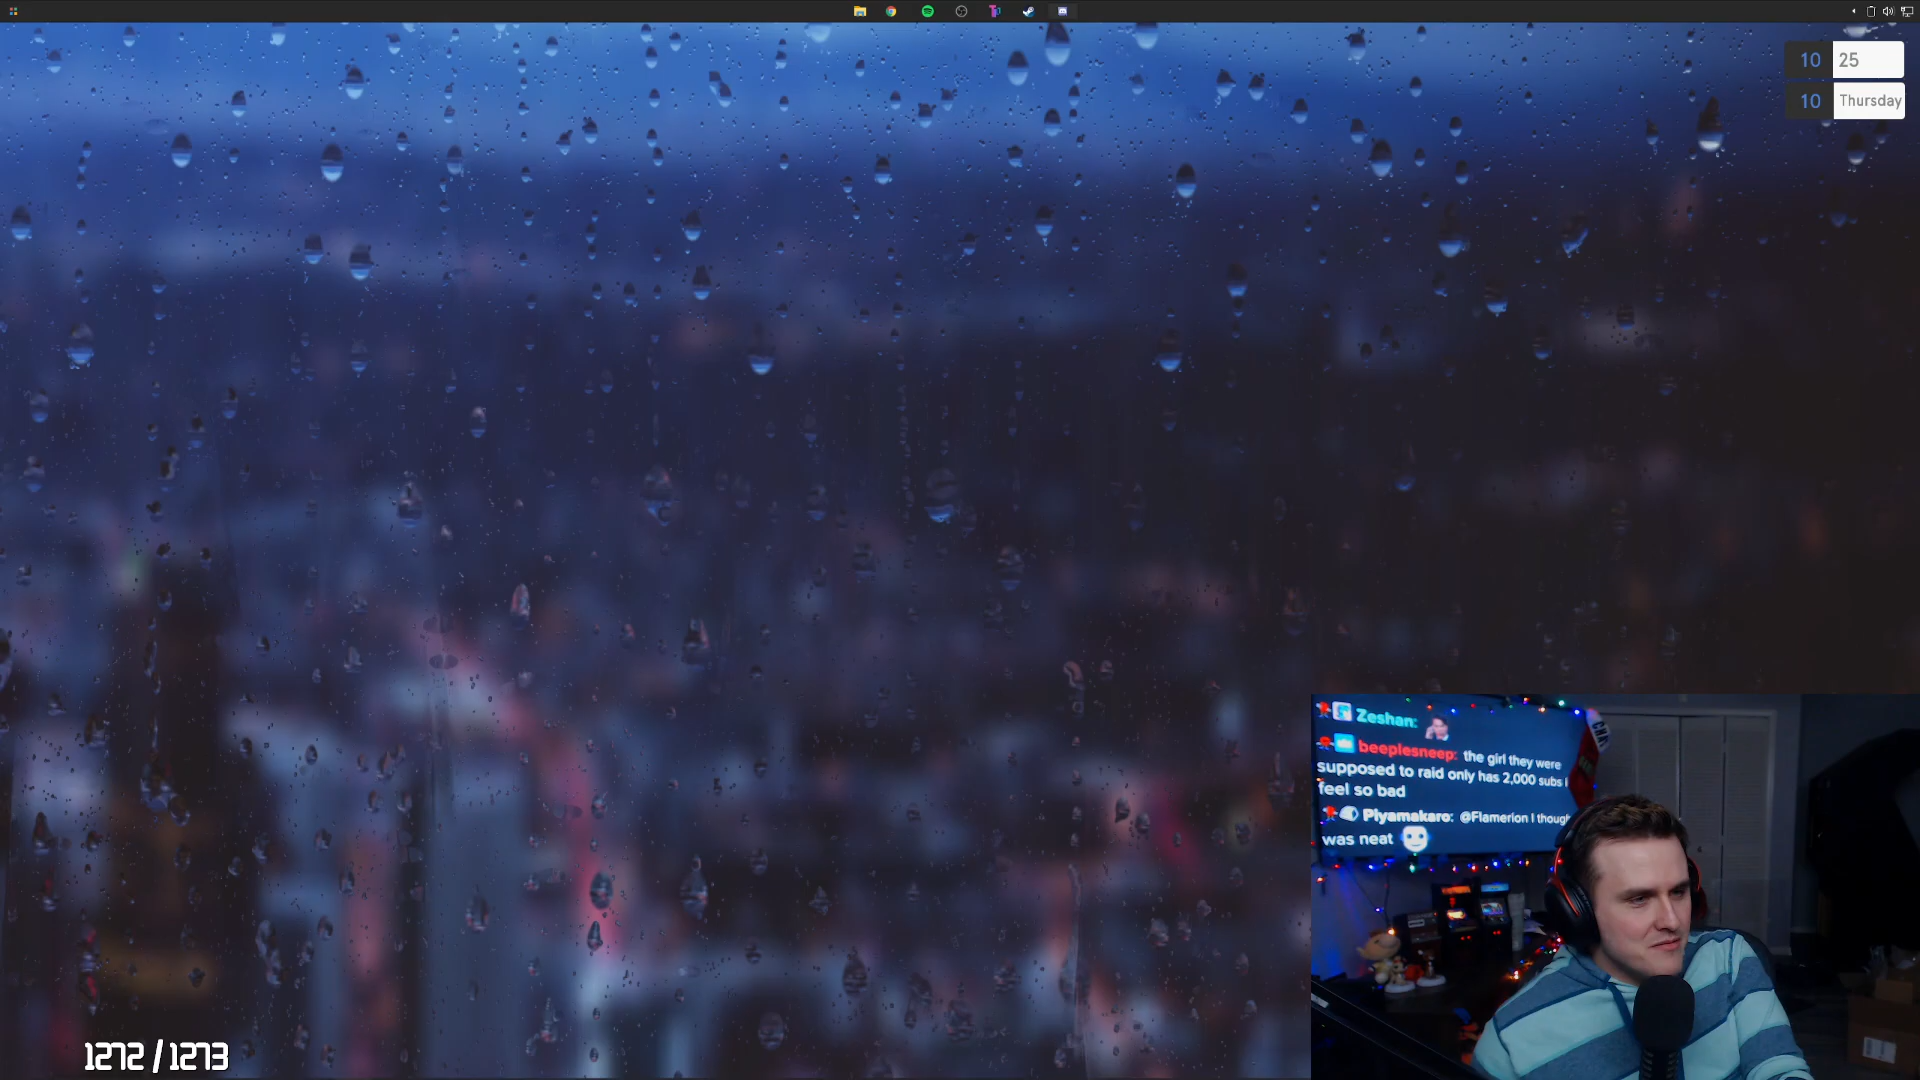 10 25
10 Thursday
Zeshan:
beeplesneep: the girl they were
supposed to raid only has 2,000 subs i
feel so bad
Piyamakaro: @Flamerion I though
was neat
CHA
1272 / 1273